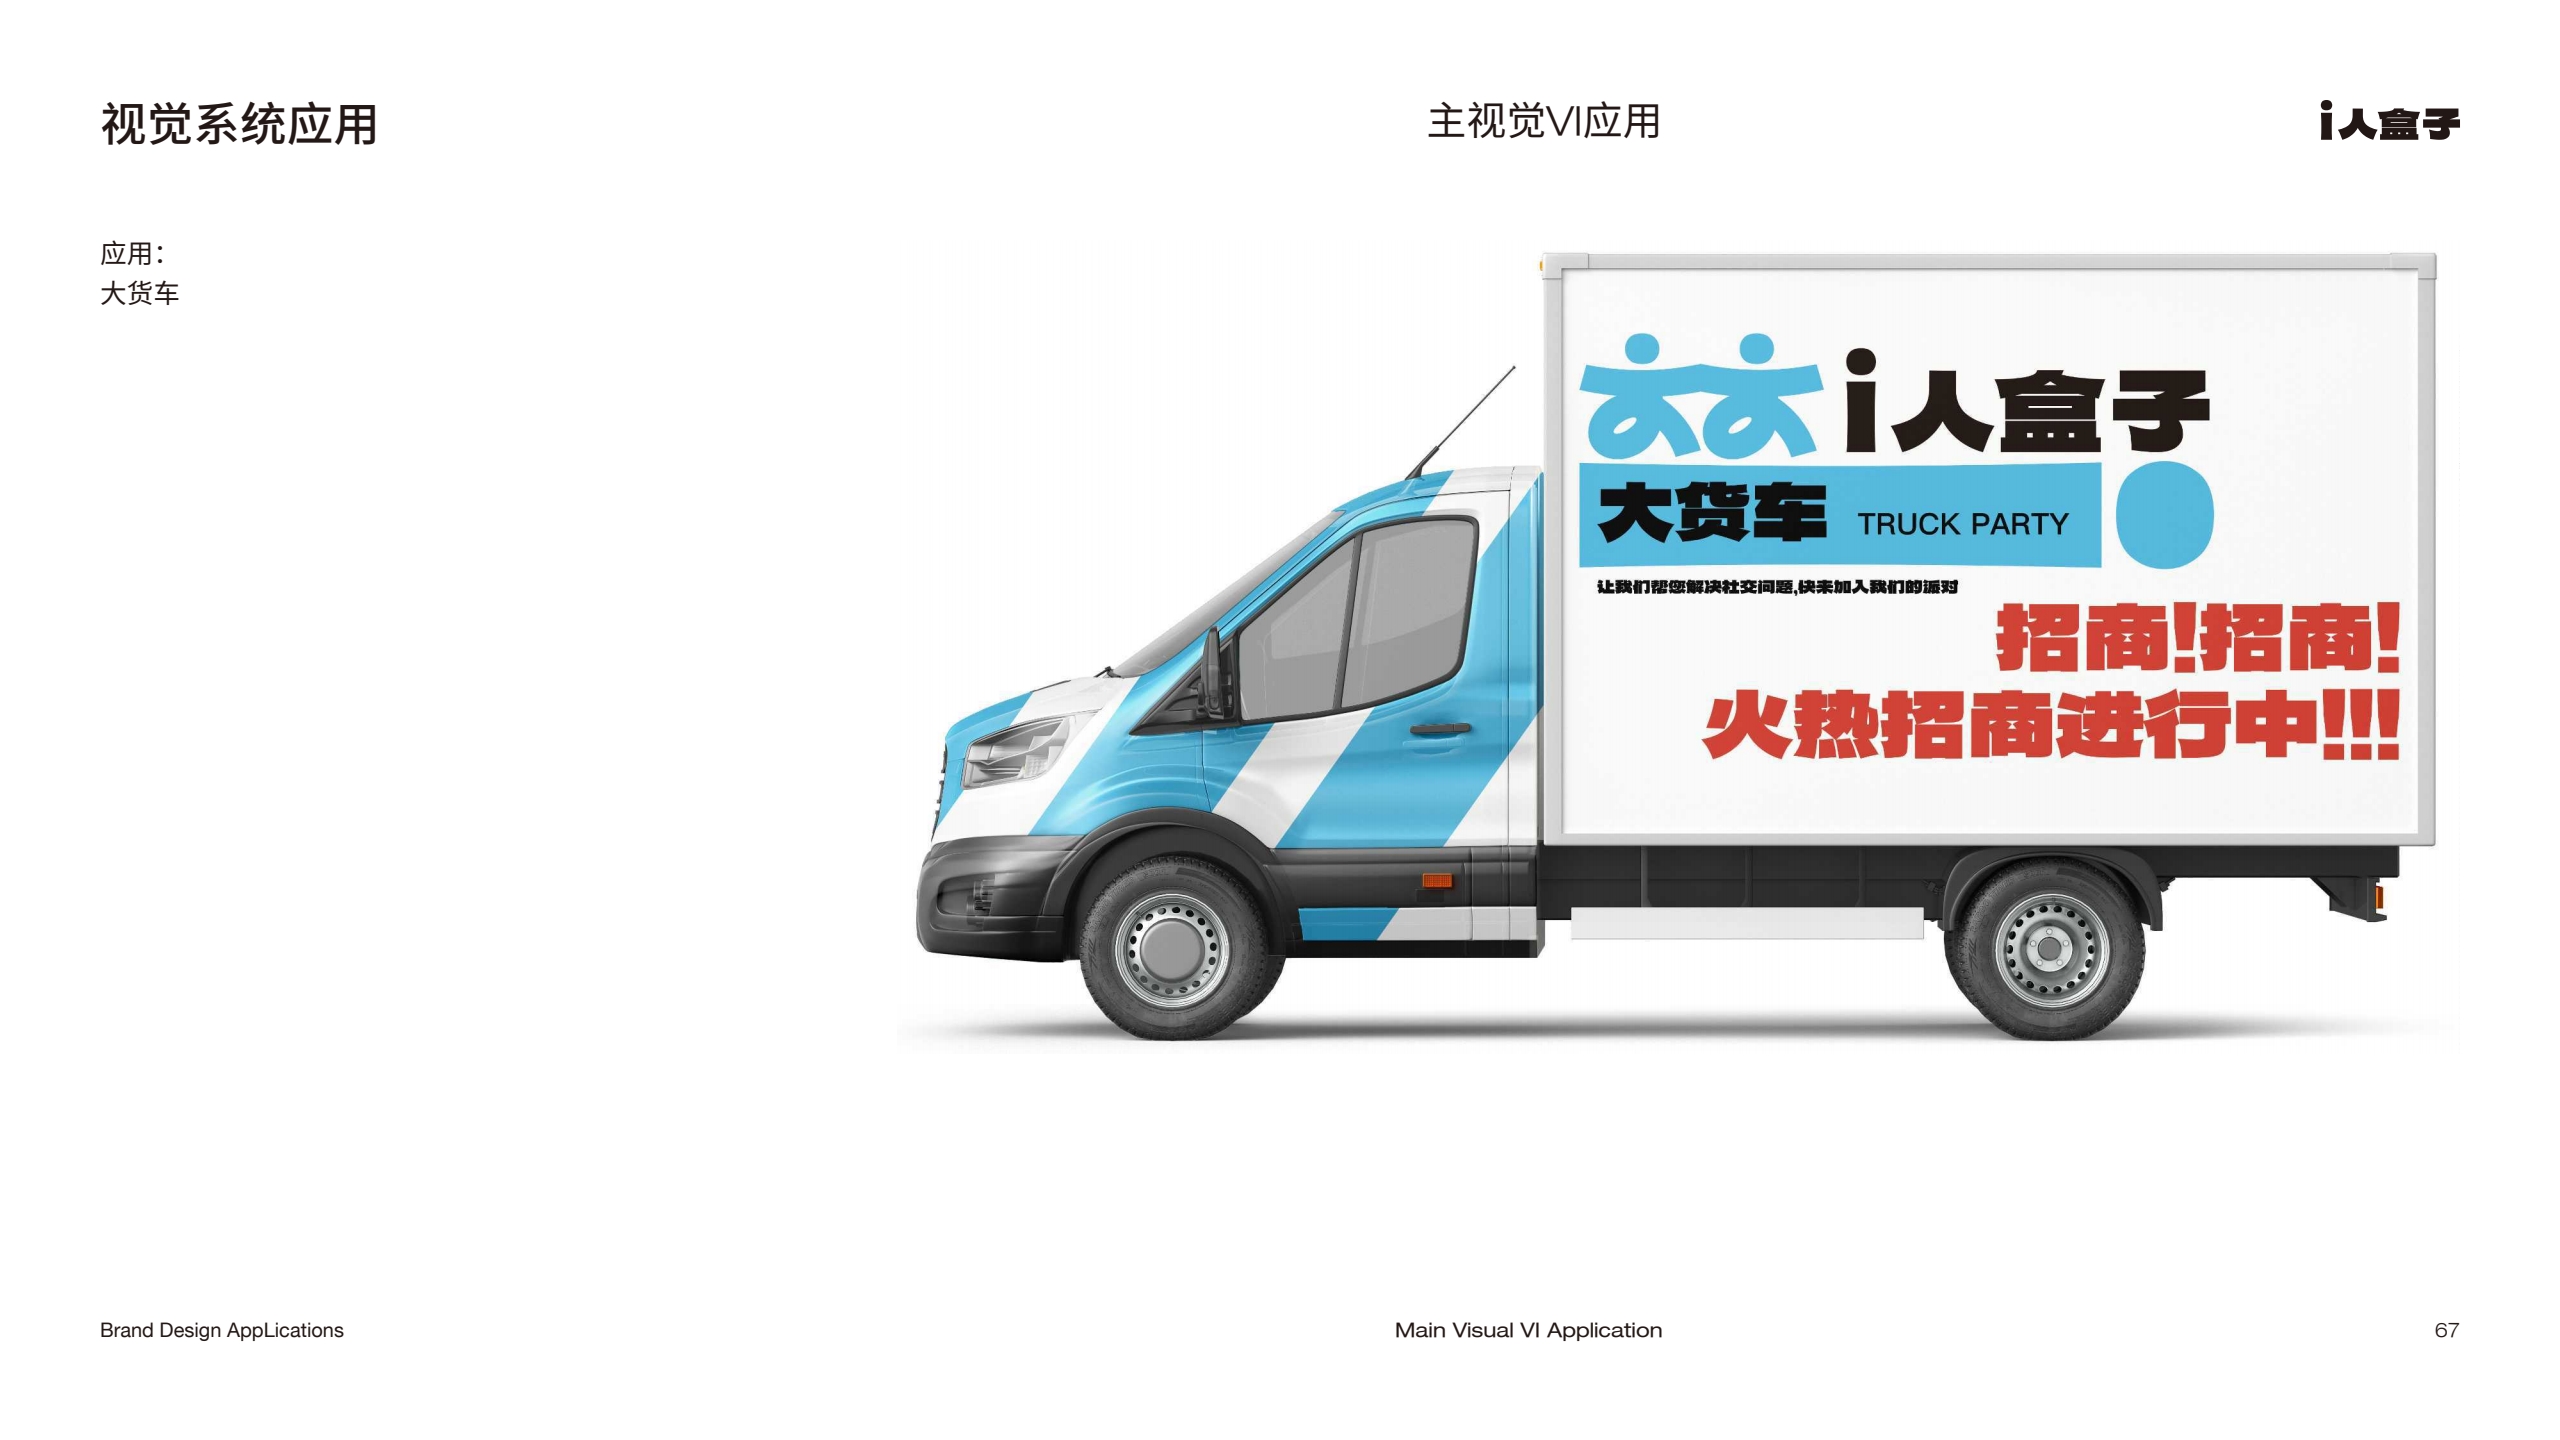 视觉系统应用
主视觉VI应用
i人盒子
应用：
大货车
i人盒子
大货车 TRUCK PARTY
让我们帮您解决社交问题,快来加入我们的派对
招商!招商!
火热招商进行中!!!
Brand Design AppLications
Main Visual VI Application
67